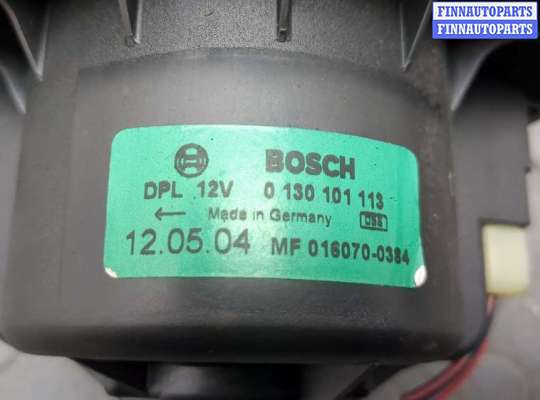 FINNAUTOPARTS
FINNAUTOPARTS
BOSCH
DPL 12V 0 130 101 113
← Made in Germany
12.05.04 MF 016070-0384